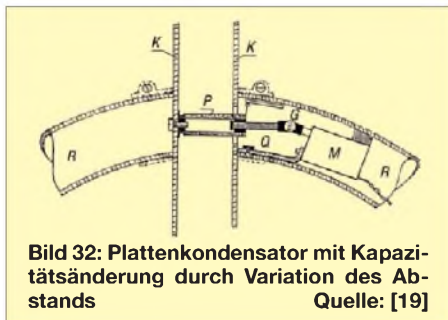 K K
P
G
R Q M R
Bild 32: Plattenkondensator mit Kapazi-
tätsänderung durch Variation des Ab-
stands Quelle: [19]